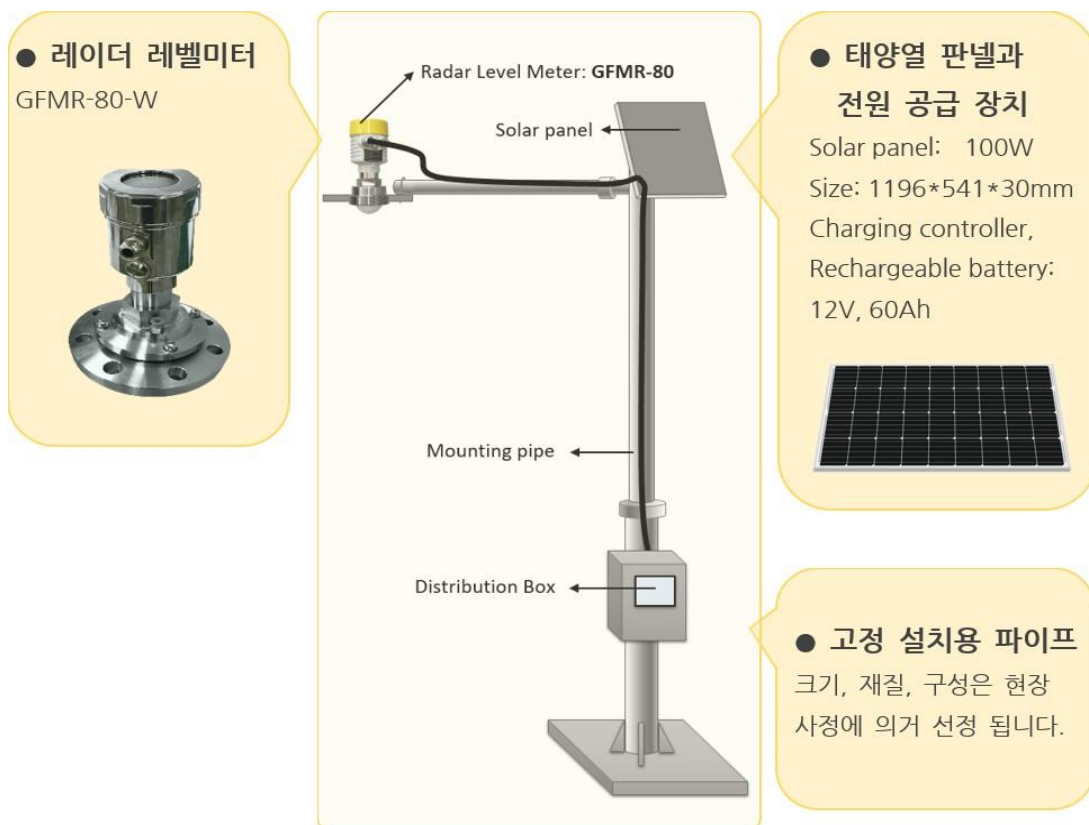 ● 레이더 레벨미터
GFMR-80-W
Radar Level Meter: GFMR-80
Solar panel
Mounting pipe
Distribution Box
● 태양열 판넬과
전원 공급 장치
Solar panel: 100W
Size: 1196*541*30mm
Charging controller,
Rechargeable battery:
12V, 60Ah
● 고정 설치용 파이프
크기, 재질, 구성은 현장
사정에 의거 선정 됩니다.